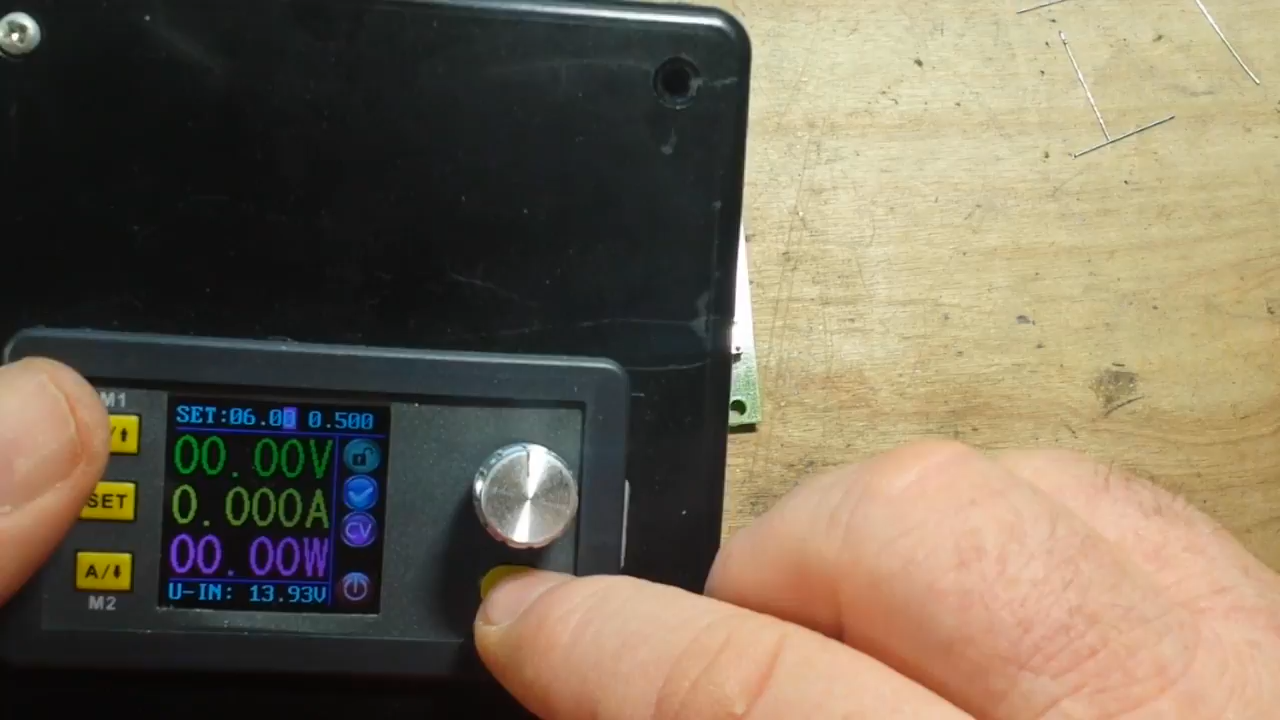 M1
V/⬆
SET
A/⬇
M2
SET:06.00 0.500
00.00V
0.000A
CV
00.00W
U-IN: 13.93V